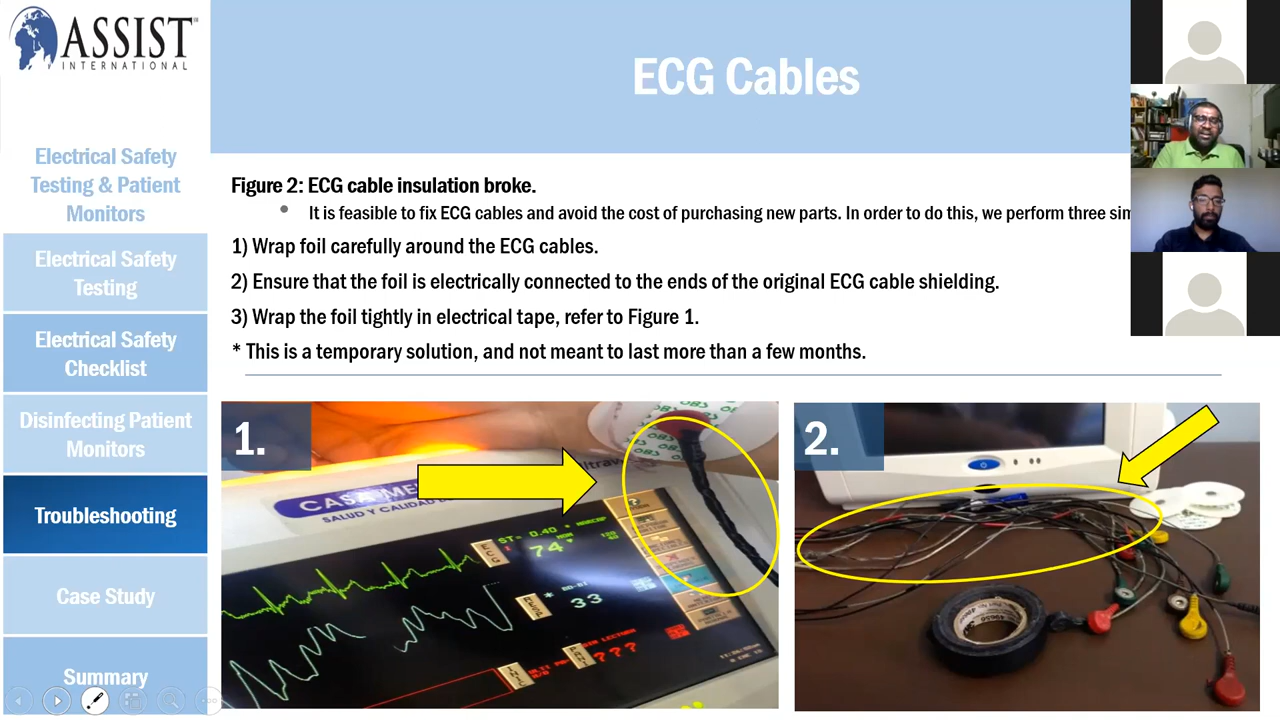 ASSIST
INTERNATIONAL
ECG Cables
Electrical Safety
Testing & Patient
Monitors
Electrical Safety
Testing
Electrical Safety
Checklist
Disinfecting Patient
Monitors
Troubleshooting
Case Study
Summary
Figure 2: ECG cable insulation broke.
It is feasible to fix ECG cables and avoid the cost of purchasing new parts. In order to do this, we perform three sim
1) Wrap foil carefully around the ECG cables.
2) Ensure that the foil is electrically connected to the ends of the original ECG cable shielding.
3) Wrap the foil tightly in electrical tape, refer to Figure 1.
* This is a temporary solution, and not meant to last more than a few months.
1.
CASA ME
SALUD Y CALIDAD
ECG
74
33
???
2.